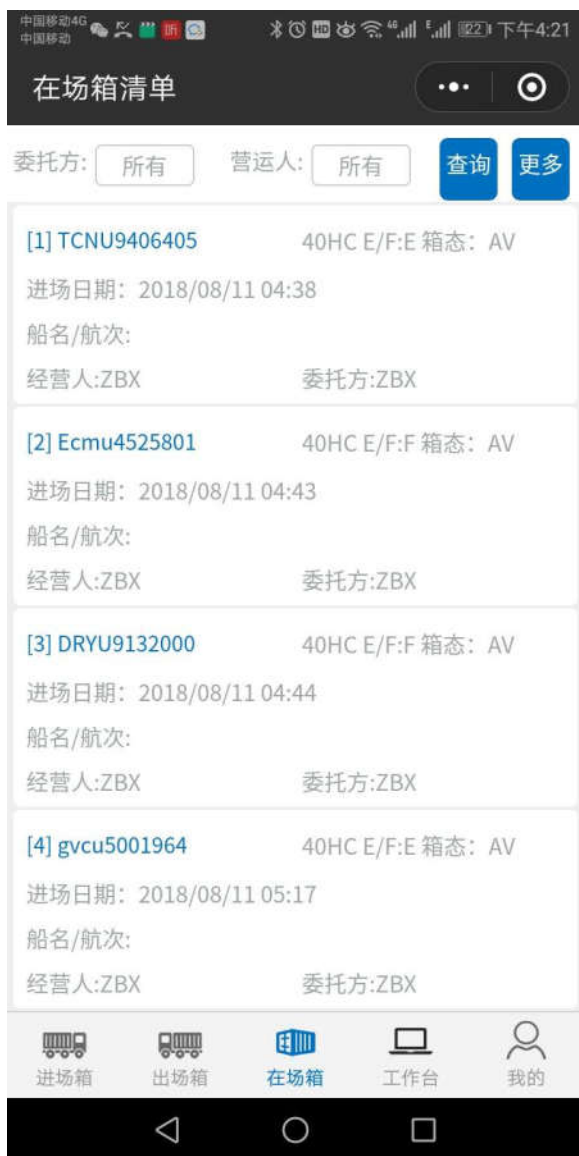 中国移动4G
中国移动
听
HD
46
E
22
下午4:21
在场箱清单
委托方: 所有 营运人: 所有 查询 更多
[1] TCNU9406405 40HC E/F:E 箱态：AV
进场日期：2018/08/11 04:38
船名/航次:
经营人:ZBX 委托方:ZBX
[2] Ecmu4525801 40HC E/F:F 箱态：AV
进场日期：2018/08/11 04:43
船名/航次:
经营人:ZBX 委托方:ZBX
[3] DRYU9132000 40HC E/F:F 箱态：AV
进场日期：2018/08/11 04:44
船名/航次:
经营人:ZBX 委托方:ZBX
[4] gvcu5001964 40HC E/F:E 箱态：AV
进场日期：2018/08/11 05:17
船名/航次:
经营人:ZBX 委托方:ZBX
进场箱 出场箱 在场箱 工作台 我的